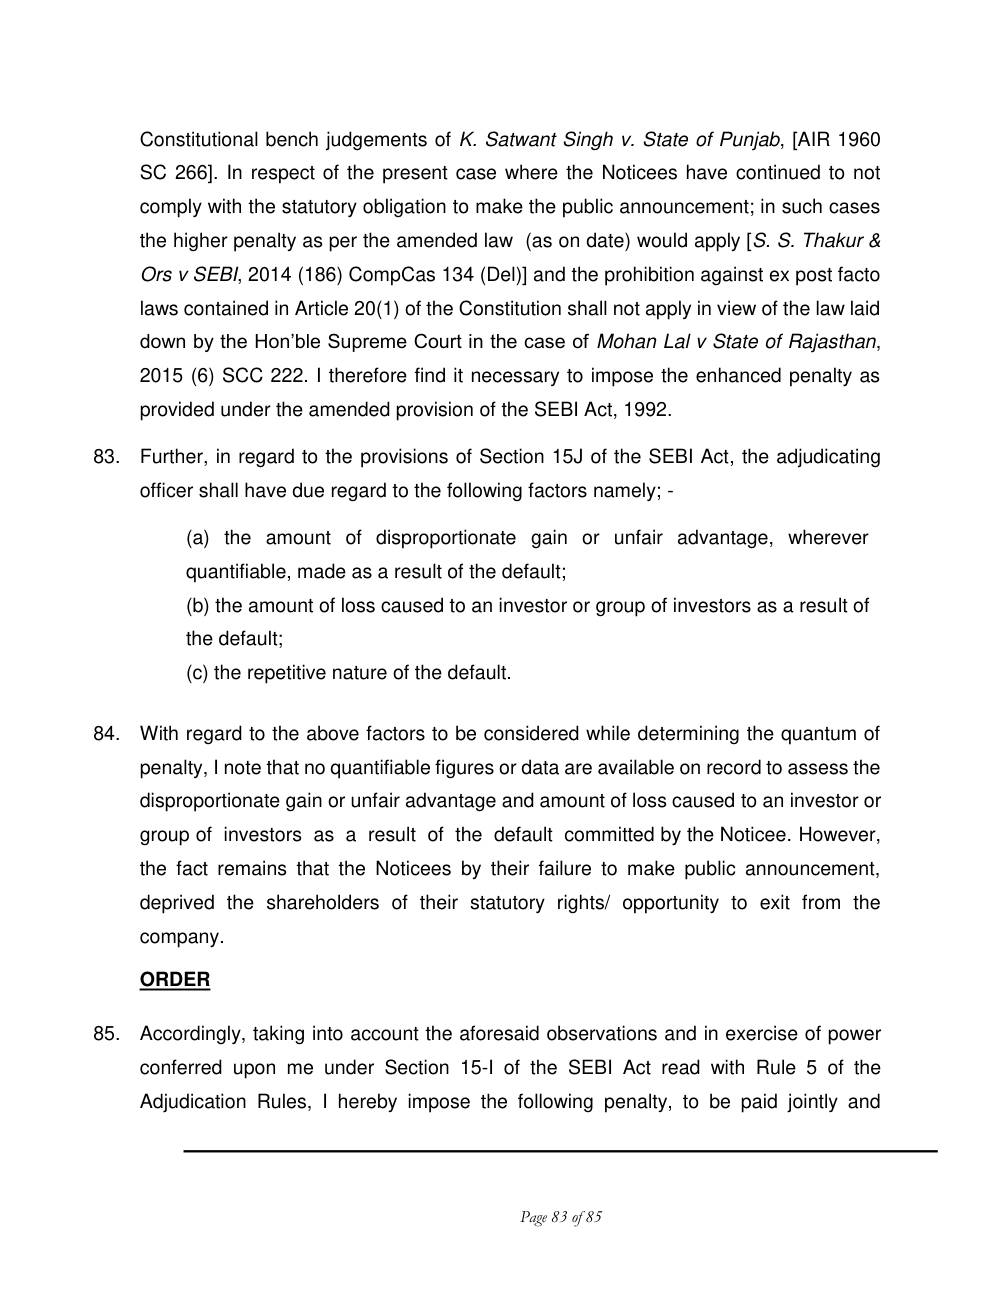 Constitutional bench judgements of K. Satwant Singh v. State of Punjab, [AIR 1960
SC 266]. In respect of the present case where the Noticees have continued to not
comply with the statutory obligation to make the public announcement; in such cases
the higher penalty as per the amended law (as on date) would apply [S. S. Thakur &
Ors v SEBI, 2014 (186) CompCas 134 (Del)] and the prohibition against ex post facto
laws contained in Article 20(1) of the Constitution shall not apply in view of the law laid
down by the Hon’ble Supreme Court in the case of Mohan Lal v State of Rajasthan,
2015 (6) SCC 222. I therefore find it necessary to impose the enhanced penalty as
provided under the amended provision of the SEBI Act, 1992.
83. Further, in regard to the provisions of Section 15J of the SEBI Act, the adjudicating
officer shall have due regard to the following factors namely; -
(a) the amount of disproportionate gain or unfair advantage, wherever
quantifiable, made as a result of the default;
(b) the amount of loss caused to an investor or group of investors as a result of
the default;
(c) the repetitive nature of the default.
84. With regard to the above factors to be considered while determining the quantum of
penalty, I note that no quantifiable figures or data are available on record to assess the
disproportionate gain or unfair advantage and amount of loss caused to an investor or
group of investors as a result of the default committed by the Noticee. However,
the fact remains that the Noticees by their failure to make public announcement,
deprived the shareholders of their statutory rights/ opportunity to exit from the
company.
ORDER
85. Accordingly, taking into account the aforesaid observations and in exercise of power
conferred upon me under Section 15-I of the SEBI Act read with Rule 5 of the
Adjudication Rules, I hereby impose the following penalty, to be paid jointly and
Page 83 of 85